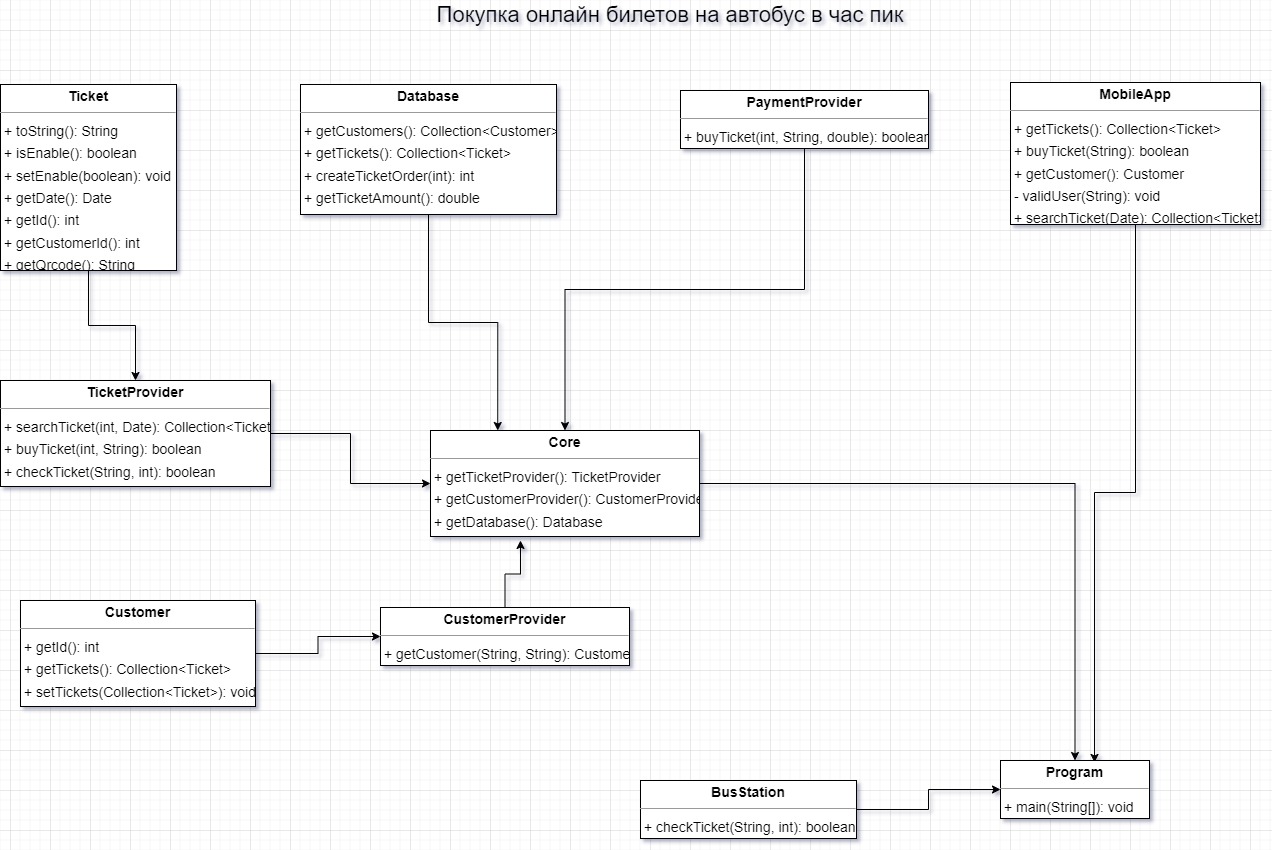 Покупка онлайн билетов на автобус в час пик
Ticket
+ toString(): String
+ isEnable(): boolean
+ setEnable(boolean): void
+ getDate(): Date
+ getId(): int
+ getCustomerId(): int
+ getQrcode(): String
Database
+ getCustomers(): Collection<Customer>
+ getTickets(): Collection<Ticket>
+ createTicketOrder(int): int
+ getTicketAmount(): double
PaymentProvider
+ buyTicket(int, String, double): boolean
MobileApp
+ getTickets(): Collection<Ticket>
+ buyTicket(String): boolean
+ getCustomer(): Customer
- validUser(String): void
+ searchTicket(Date): Collection<Ticket
TicketProvider
+ searchTicket(int, Date): Collection<Ticket
+ buyTicket(int, String): boolean
+ checkTicket(String, int): boolean
Core
+ getTicketProvider(): TicketProvider
+ getCustomerProvider(): CustomerProvide
+ getDatabase(): Database
Customer
+ getId(): int
+ getTickets(): Collection<Ticket>
+ setTickets(Collection<Ticket>): void
CustomerProvider
+ getCustomer(String, String): Custome
BusStation
+ checkTicket(String, int): boolean
Program
+ main(String[]): void